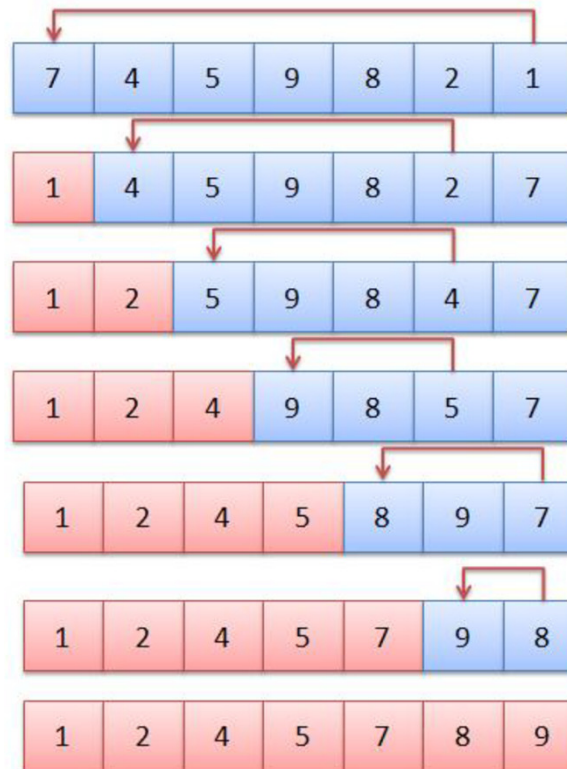 7 4 5 9 8 2 1
1 4 5 9 8 2 7
1 2 5 9 8 4 7
1 2 4 9 8 5 7
1 2 4 5 8 9 7
1 2 4 5 7 9 8
1 2 4 5 7 8 9